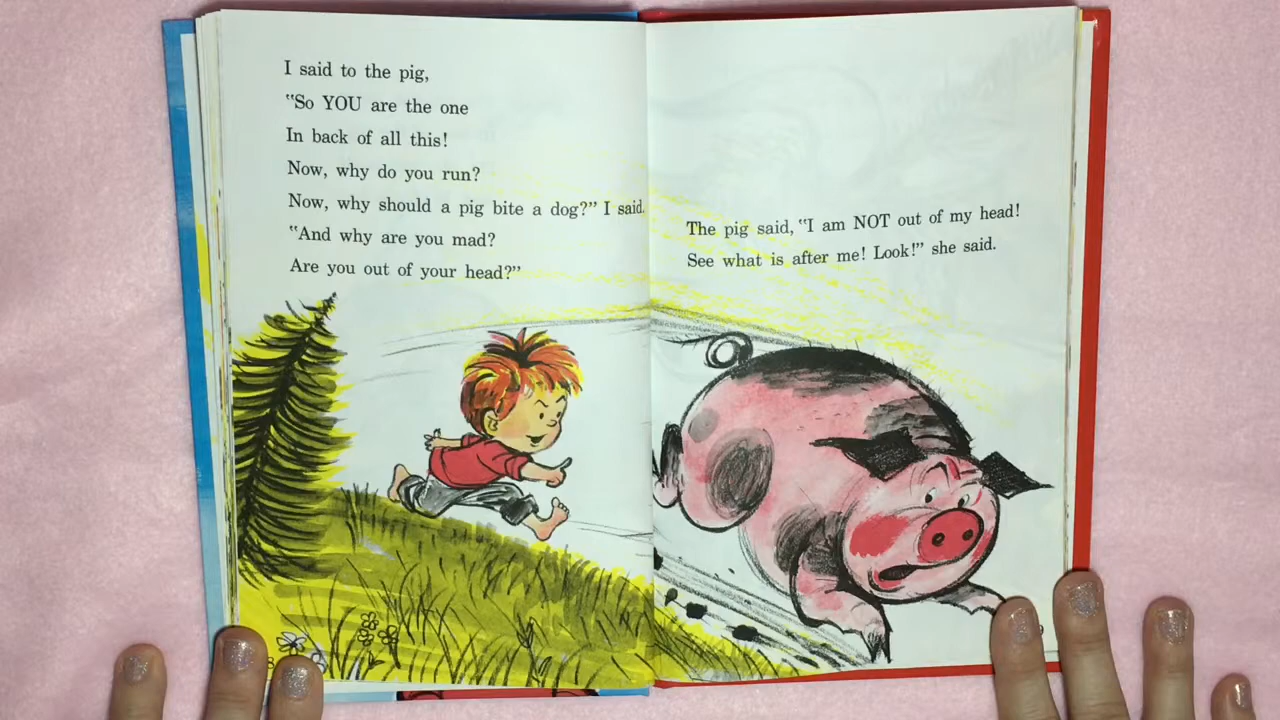 I said to the pig,
"So YOU are the one
In back of all this!
Now, why do you run?
Now, why should a pig bite a dog?" I said.
"And why are you mad?
Are you out of your head?"
The pig said, "I am NOT out of my head!
See what is after me! Look!" she said.